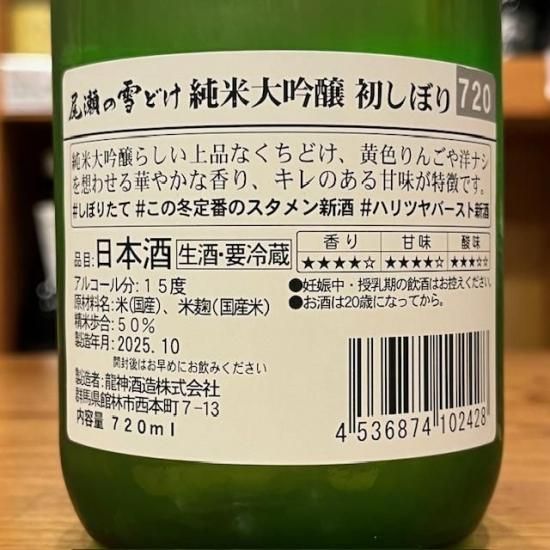 尾瀬の雪どけ 純米大吟醸 初しぼり 720
純米大吟醸らしい上品なくちどけ、黄色りんごや洋ナシ
を想わせる華やかな香り、キレのある甘味が特徴です。
#しぼりたて #この冬定番のスタメン新酒 #ハリツヤバースト新酒
品目:日本酒 生酒・要冷蔵
香り 甘味 酸味
★★★★☆ ★★★★☆ ★★★☆☆
アルコール分:15度
●妊娠中・授乳期の飲酒はお控えください。
原材料名:米(国産)、米麹(国産米)
●お酒は20歳になってから。
精米歩合:50%
製造年月 2025.10
開封後はお早めにお飲みください
製造者:龍神酒造株式会社
群馬県館林市西本町7-13
内容量 720ml
4 536874 102428